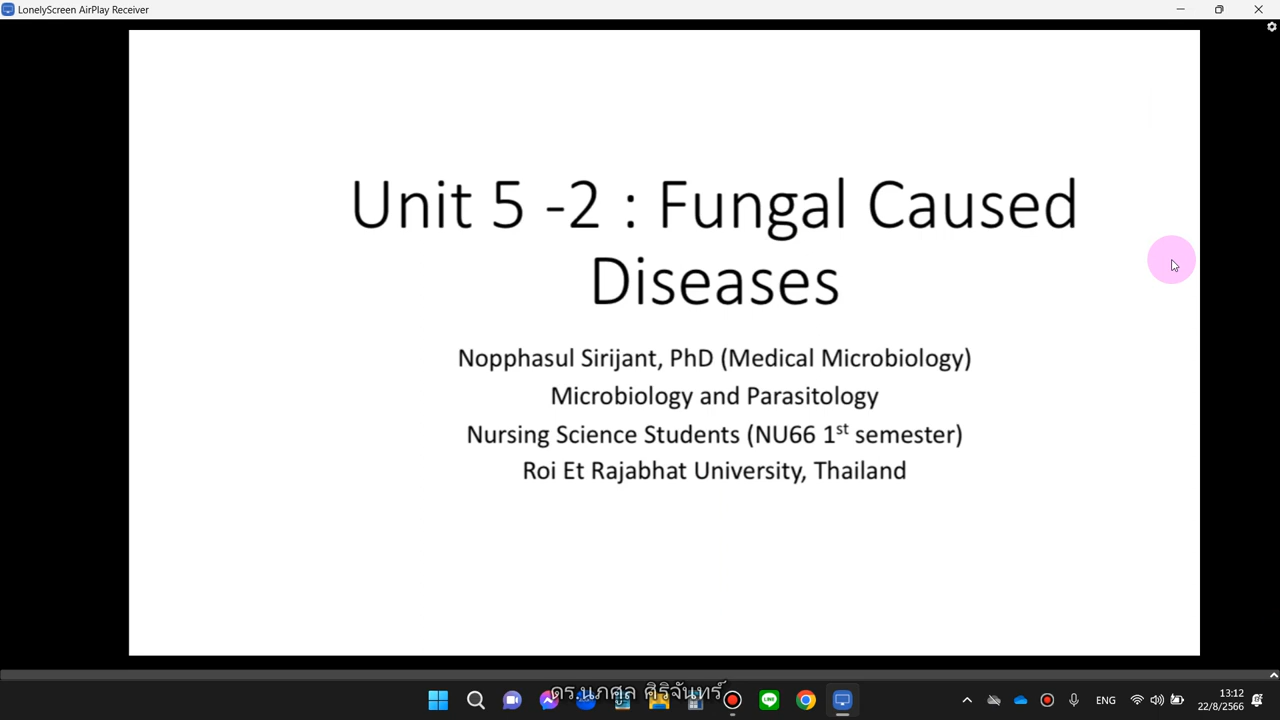 LonelyScreen AirPlay Receiver
Unit 5 -2 : Fungal Caused
Diseases
Nopphasul Sirijant, PhD (Medical Microbiology)
Microbiology and Parasitology
Nursing Science Students (NU66 1st semester)
Roi Et Rajabhat University, Thailand
ดร.นภศูล ศิริจันทร์
ENG
13:12
22/8/2566